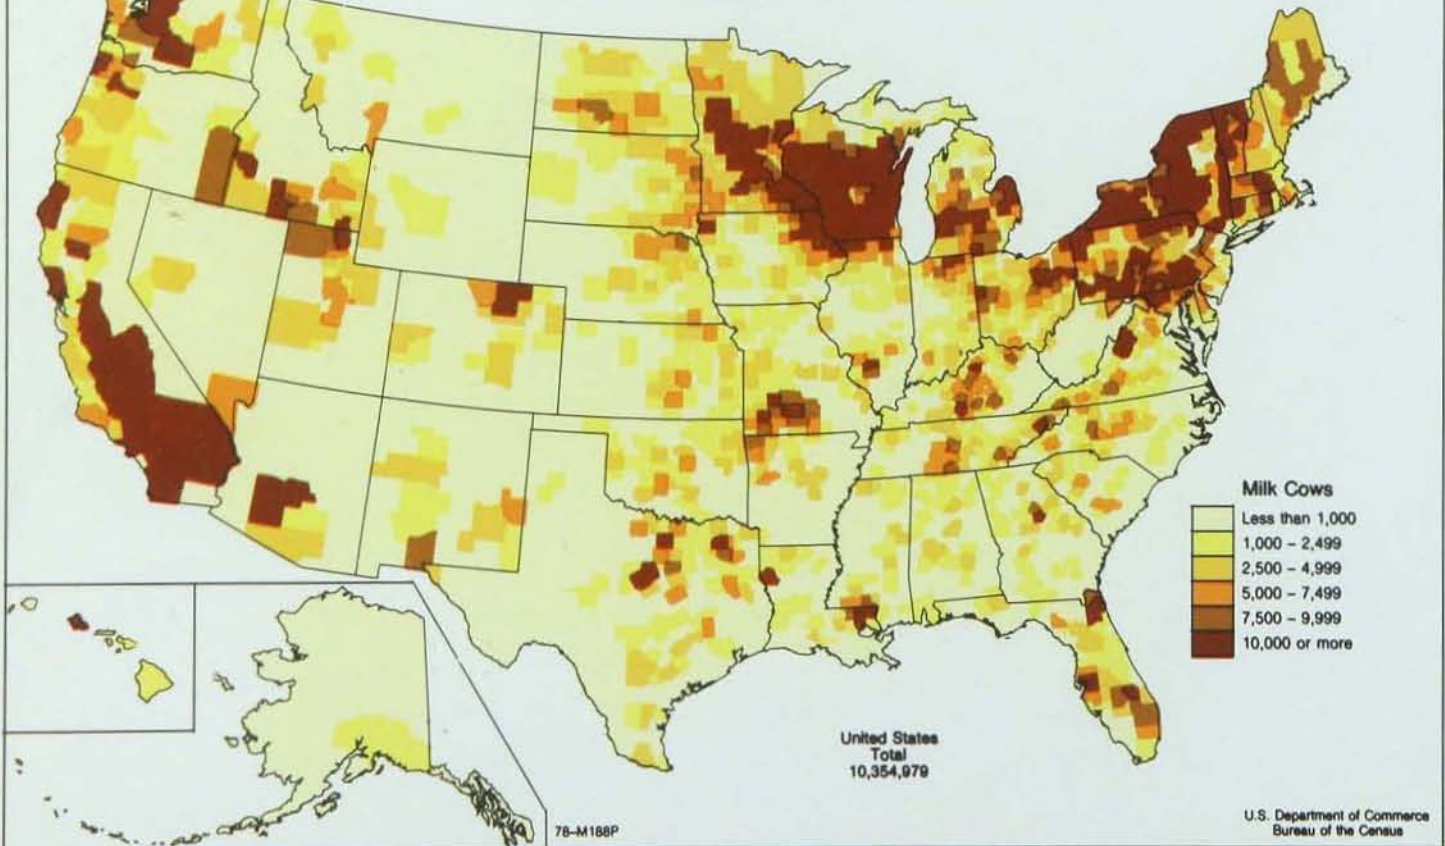 Milk Cows
Less than 1,000
1,000 – 2,499
2,500 – 4,999
5,000 – 7,499
7,500 – 9,999
10,000 or more
United States
Total
10,354,979
78-M188P
U.S. Department of Commerce
Bureau of the Census